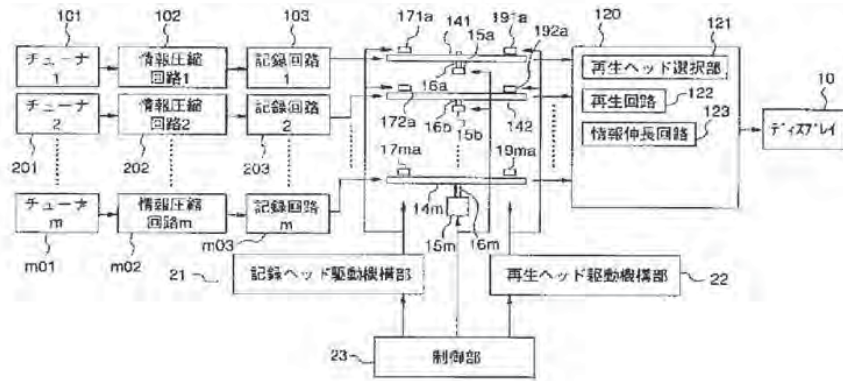 101 102 103 171a 141 15a 191a 192a 120 121
チューナ 情報圧縮 記録回路
1 回路1 1
16a
再生ヘッド選択部
チューナ 情報圧縮 記録回路
2 回路2 2
172a 16b 15b 142
再生回路 122
10
ディスプレイ
201 202 203
17ma 19ma
情報伸長回路 123
チューナ 情報圧縮 記録回路
m 回路m m
14m
15m 16m
m01 m02 m03
21 記録ヘッド駆動機構部 再生ヘッド駆動機構部 22
23 制御部